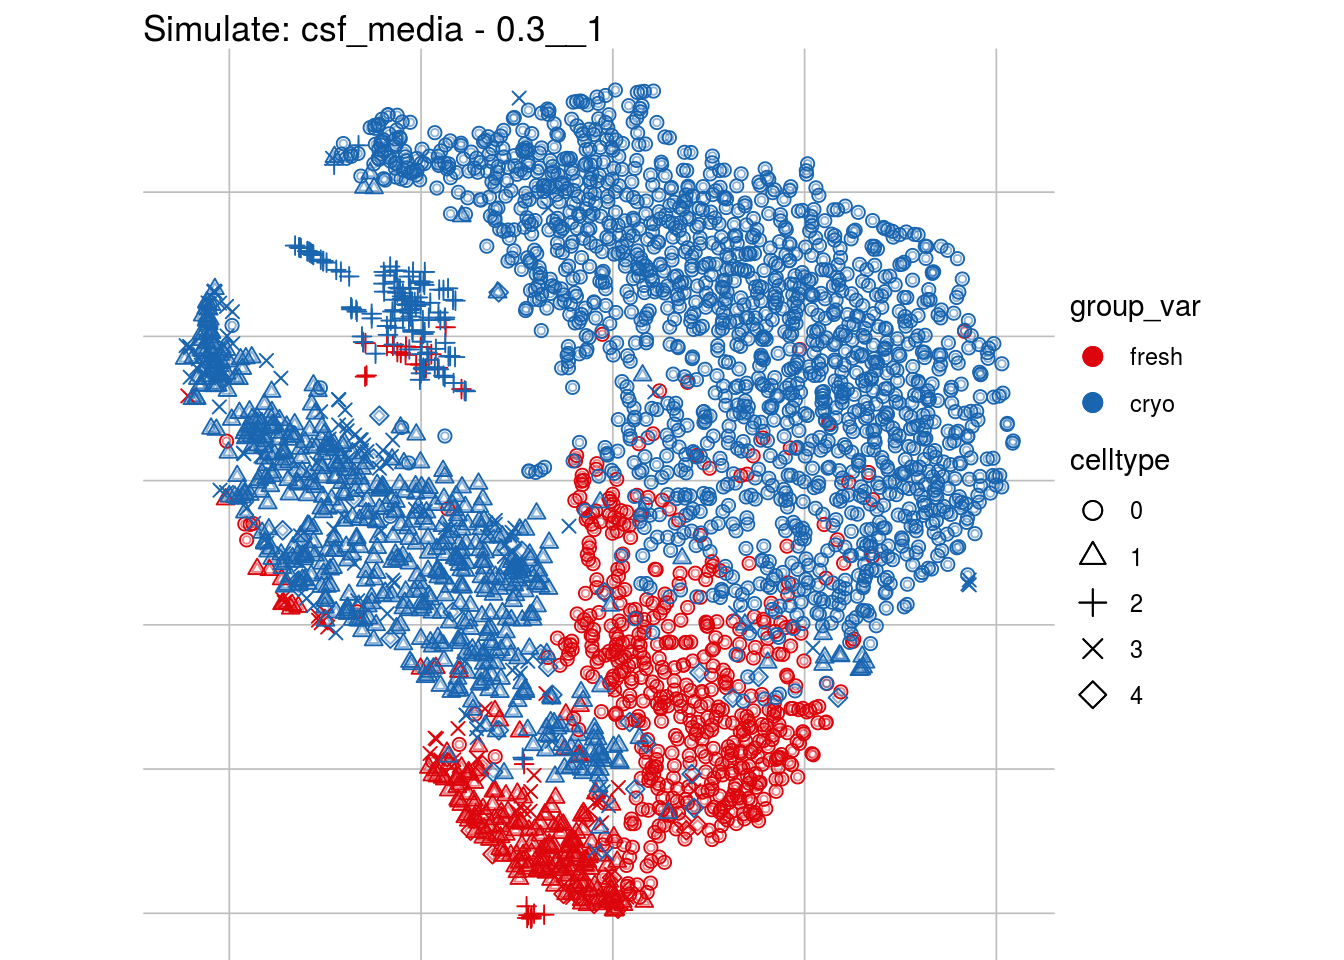 Simulate: csf_media - 0.3__1
group_var
fresh
cryo
celltype
0
1
2
3
4